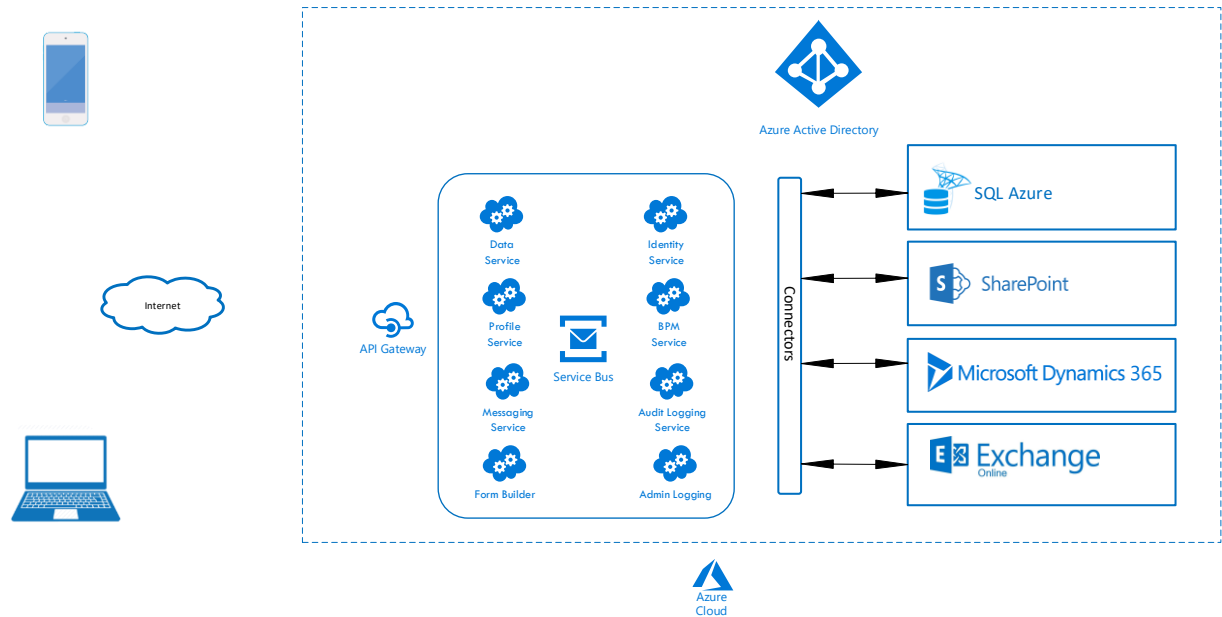 Azure Active Directory
SQL Azure
Data
Service
Identity
Service
S
SharePoint
Internet
Connectors
Profile
Service
BPM
Service
API Gateway
Service Bus
Microsoft Dynamics 365
Messaging
Service
Audit Logging
Service
E
Exchange
Online
Form Builder
Admin Logging
Azure
Cloud